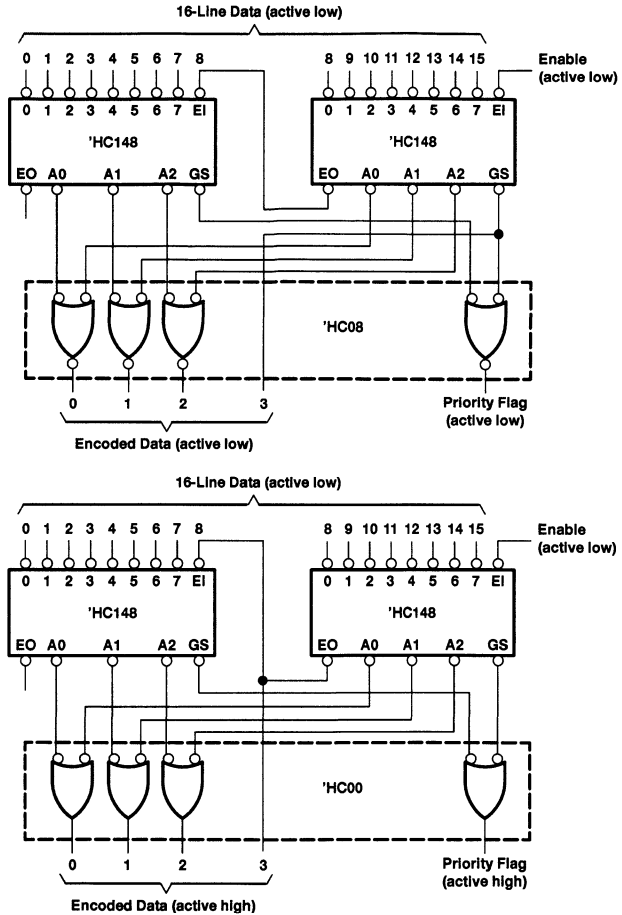 16-Line Data (active low)
0 1 2 3 4 5 6 7 8
8 9 10 11 12 13 14 15
Enable
(active low)
0 1 2 3 4 5 6 7 EI
0 1 2 3 4 5 6 7 EI
'HC148
'HC148
EO A0 A1 A2 GS
EO A0 A1 A2 GS
'HC08
0 1 2 3
Priority Flag
(active low)
Encoded Data (active low)
16-Line Data (active low)
0 1 2 3 4 5 6 7 8
8 9 10 11 12 13 14 15
Enable
(active low)
0 1 2 3 4 5 6 7 EI
0 1 2 3 4 5 6 7 EI
'HC148
'HC148
EO A0 A1 A2 GS
EO A0 A1 A2 GS
'HC00
0 1 2 3
Priority Flag
(active high)
Encoded Data (active high)